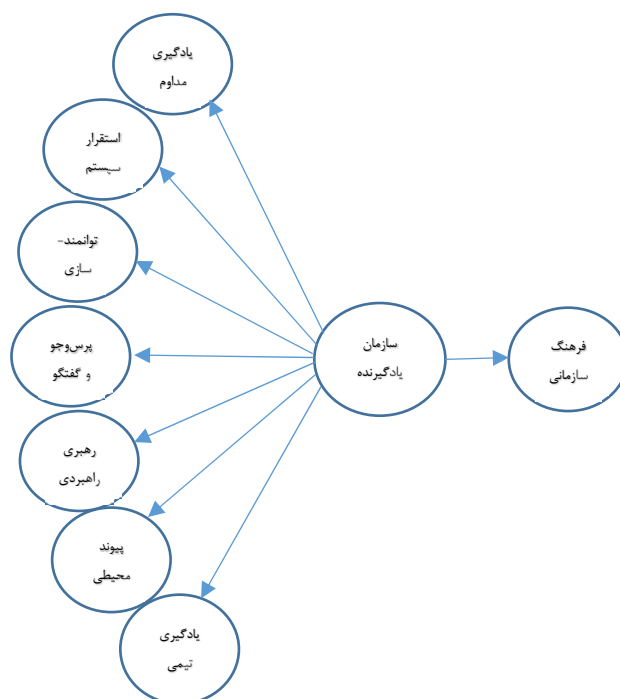 یادگیری
مداوم
استقرار
سیستم
توانمند-
سازی
پرس‌وجو
و گفتگو
رهبری
راهبردی
پیوند
محیطی
یادگیری
تیمی
سازمان
یادگیرنده
فرهنگ
سازمانی